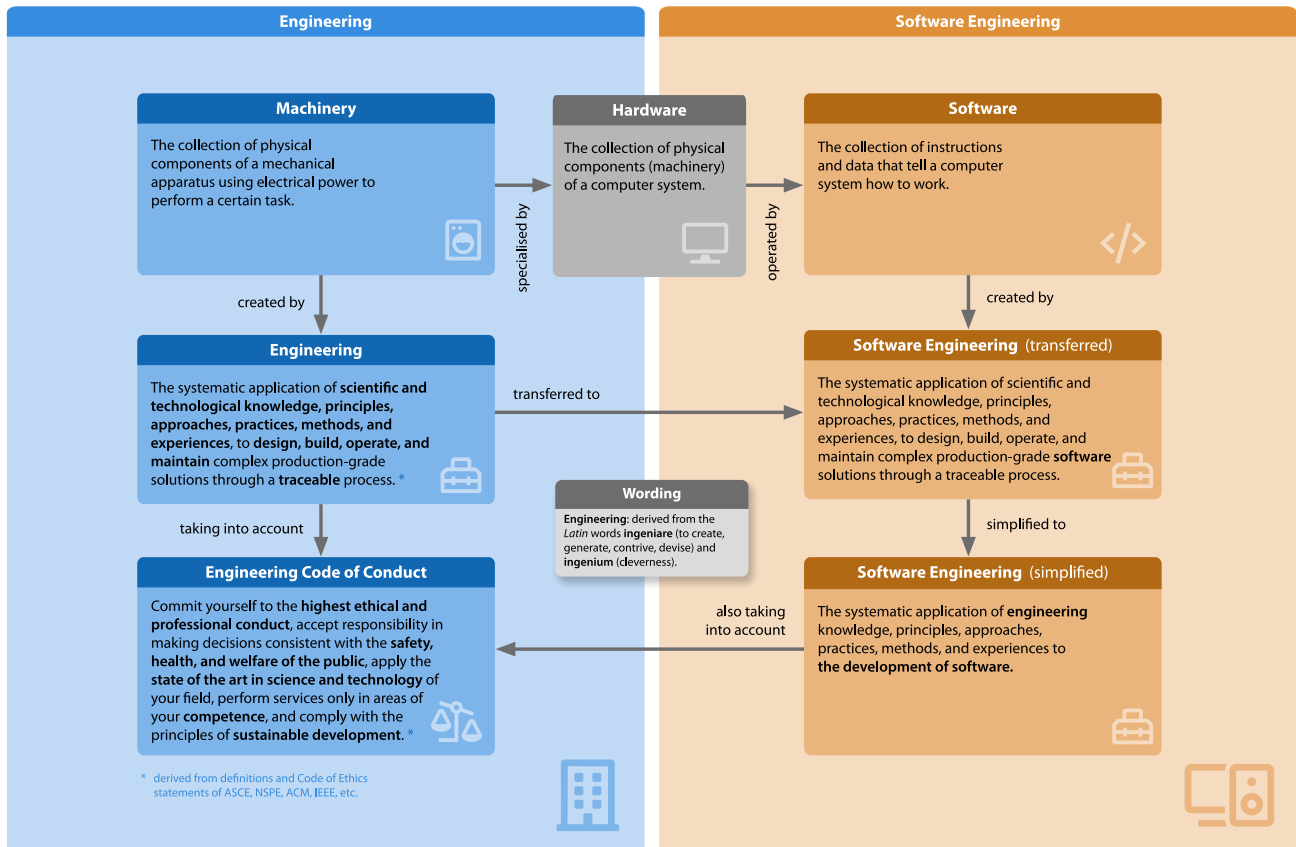 Engineering
Software Engineering
Machinery
The collection of physical
components of a mechanical
apparatus using electrical power to
perform a certain task.
specialised by
Hardware
The collection of physical
components (machinery)
of a computer system.
operated by
Software
The collection of instructions
and data that tell a computer
system how to work.
</>
created by
created by
Engineering
The systematic application of scientific and
technological knowledge, principles,
approaches, practices, methods, and
experiences, to design, build, operate, and
maintain complex production-grade
solutions through a traceable process. *
transferred to
Software Engineering (transferred)
The systematic application of scientific and
technological knowledge, principles,
approaches, practices, methods, and
experiences, to design, build, operate, and
maintain complex production-grade software
solutions through a traceable process.
Wording
Engineering: derived from the
Latin words ingeniare (to create,
generate, contrive, devise) and
ingenium (cleverness).
taking into account
simplified to
Engineering Code of Conduct
Commit yourself to the highest ethical and
professional conduct, accept responsibility in
making decisions consistent with the safety,
health, and welfare of the public, apply the
state of the art in science and technology of
your field, perform services only in areas of
your competence, and comply with the
principles of sustainable development. *
also taking
into account
Software Engineering (simplified)
The systematic application of engineering
knowledge, principles, approaches,
practices, methods, and experiences to
the development of software.
* derived from definitions and Code of Ethics
statements of ASCE, NSPE, ACM, IEEE, etc.